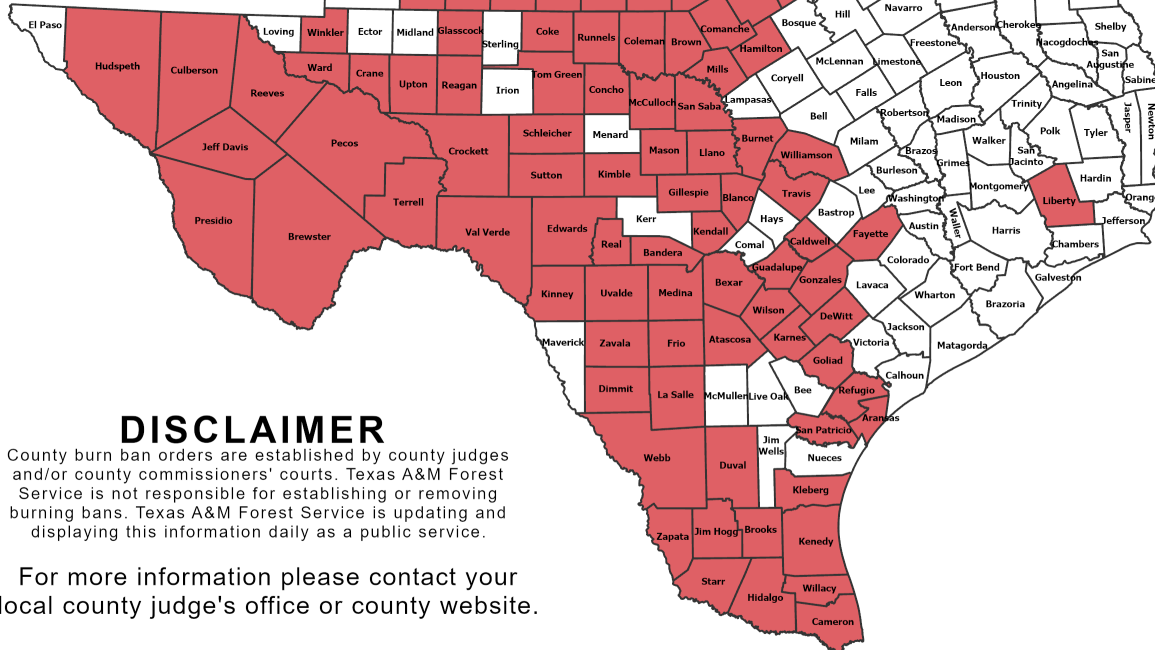 El Paso
Hudspeth
Culberson
Reeves
Jeff Davis
Presidio
Brewster
Pecos
Terrell
Loving
Winkler
Ector
Midland
Glasscock
Sterling
Coke
Runnels
Coleman
Brown
Comanche
Hamilton
Mills
Bosque
Hill
Navarro
Anderson
Cherokee
Nacogdoches
Shelby
San
Augustine
Sabine
Ward
Crane
Upton
Reagan
Irion
Tom Green
Concho
McCulloch
San Saba
Lampasas
Coryell
McLennan
Limestone
Freestone
Falls
Bell
Leon
Houston
Angelina
Trinity
Robertson
Madison
Polk
Tyler
Jasper
Newton
Crockett
Schleicher
Menard
Mason
Llano
Burnet
Williamson
Milam
Brazos
Grimes
Walker
San
Jacinto
Sutton
Kimble
Gillespie
Blanco
Travis
Burleson
Lee
Washington
Montgomery
Liberty
Hardin
Orange
Jefferson
Val Verde
Edwards
Real
Kerr
Kendall
Bandera
Hays
Comal
Bastrop
Caldwell
Fayette
Austin
Waller
Harris
Chambers
Kinney
Uvalde
Medina
Bexar
Guadalupe
Gonzales
Colorado
Lavaca
Fort Bend
Galveston
Wharton
Brazoria
Maverick
Zavala
Frio
Atascosa
Wilson
Karnes
DeWitt
Goliad
Victoria
Jackson
Matagorda
Calhoun
Dimmit
La Salle
McMullen
Live Oak
Bee
Refugio
Aransas
San Patricio
Webb
Duval
Jim
Wells
Nueces
Kleberg
Zapata
Jim Hogg
Brooks
Kenedy
Starr
Hidalgo
Willacy
Cameron
DISCLAIMER
County burn ban orders are established by county judges
and/or county commissioners' courts. Texas A&M Forest
Service is not responsible for establishing or removing
burning bans. Texas A&M Forest Service is updating and
displaying this information daily as a public service.
For more information please contact your
local county judge's office or county website.